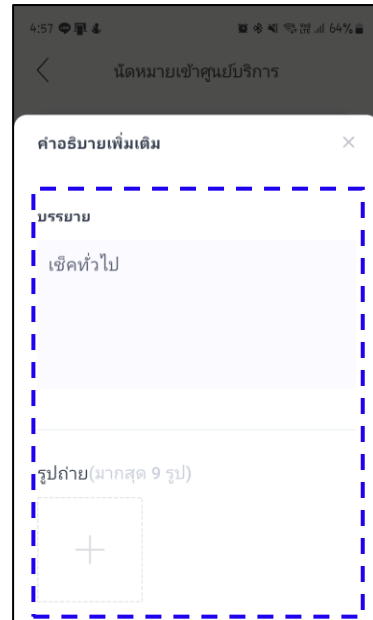 4:57
64%
นัดหมายเข้าศูนย์บริการ
คำอธิบายเพิ่มเติม
บรรยาย
เช็คทั่วไป
รูปถ่าย(มากสุด 9 รูป)